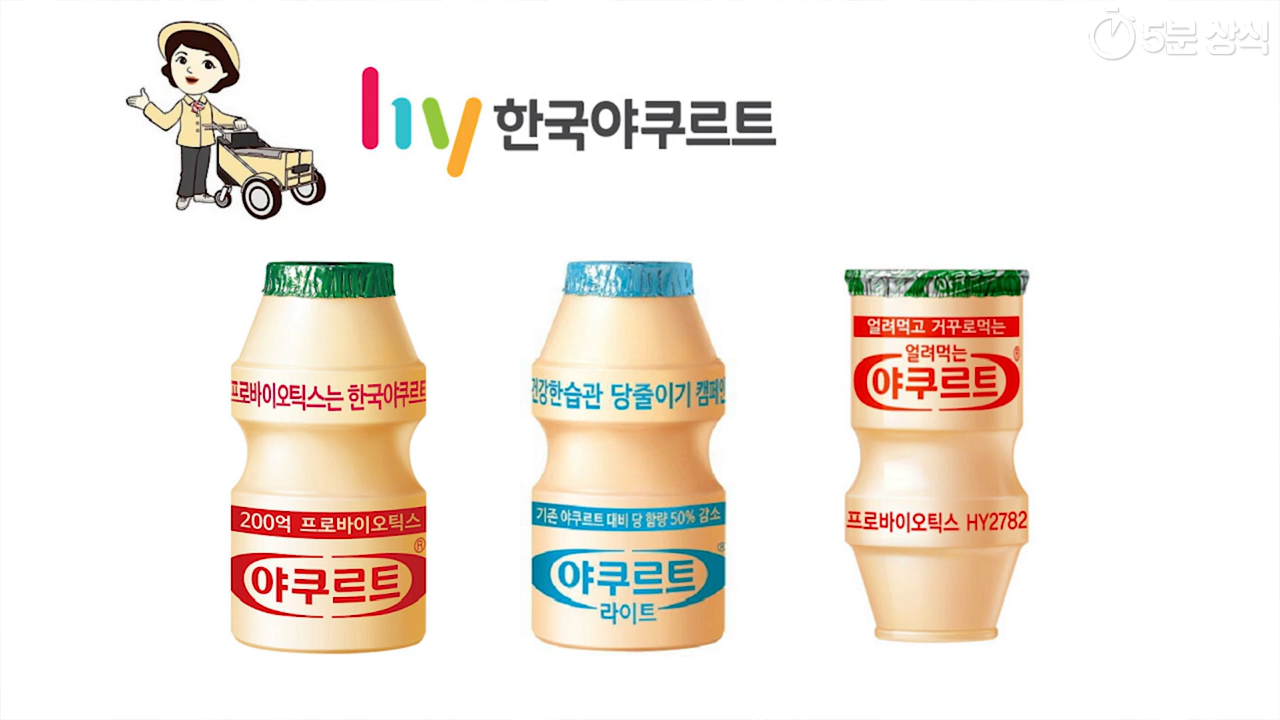 5분 상식
hy 한국야쿠르트
프로바이오틱스는 한국야쿠르트
200억 프로바이오틱스
야쿠르트
®
건강한습관 당줄이기 캠페인
기존 야쿠르트 대비 당 함량 50% 감소
야쿠르트
®
라이트
야쿠르트
얼려먹고 거꾸로먹는
얼려먹는
®
야쿠르트
프로바이오틱스 HY2782